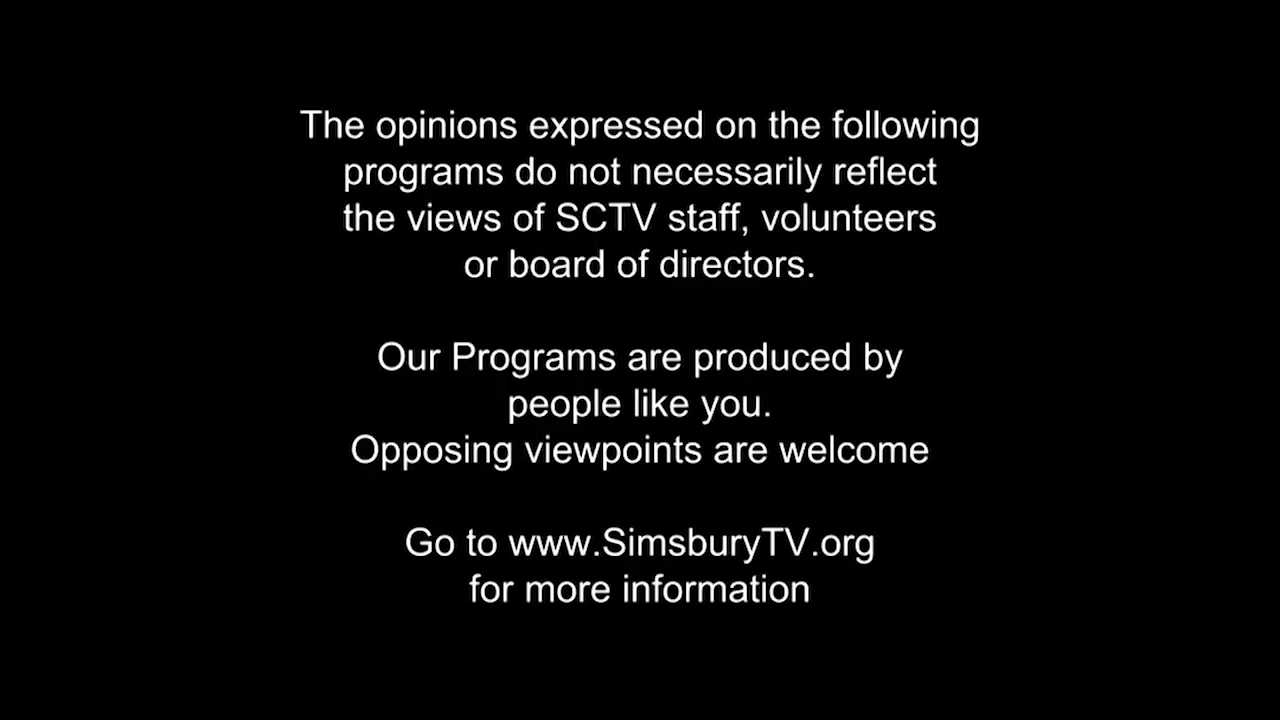 The opinions expressed on the following
programs do not necessarily reflect
the views of SCTV staff, volunteers
or board of directors.
Our Programs are produced by
people like you.
Opposing viewpoints are welcome
Go to www.SimsburyTV.org
for more information